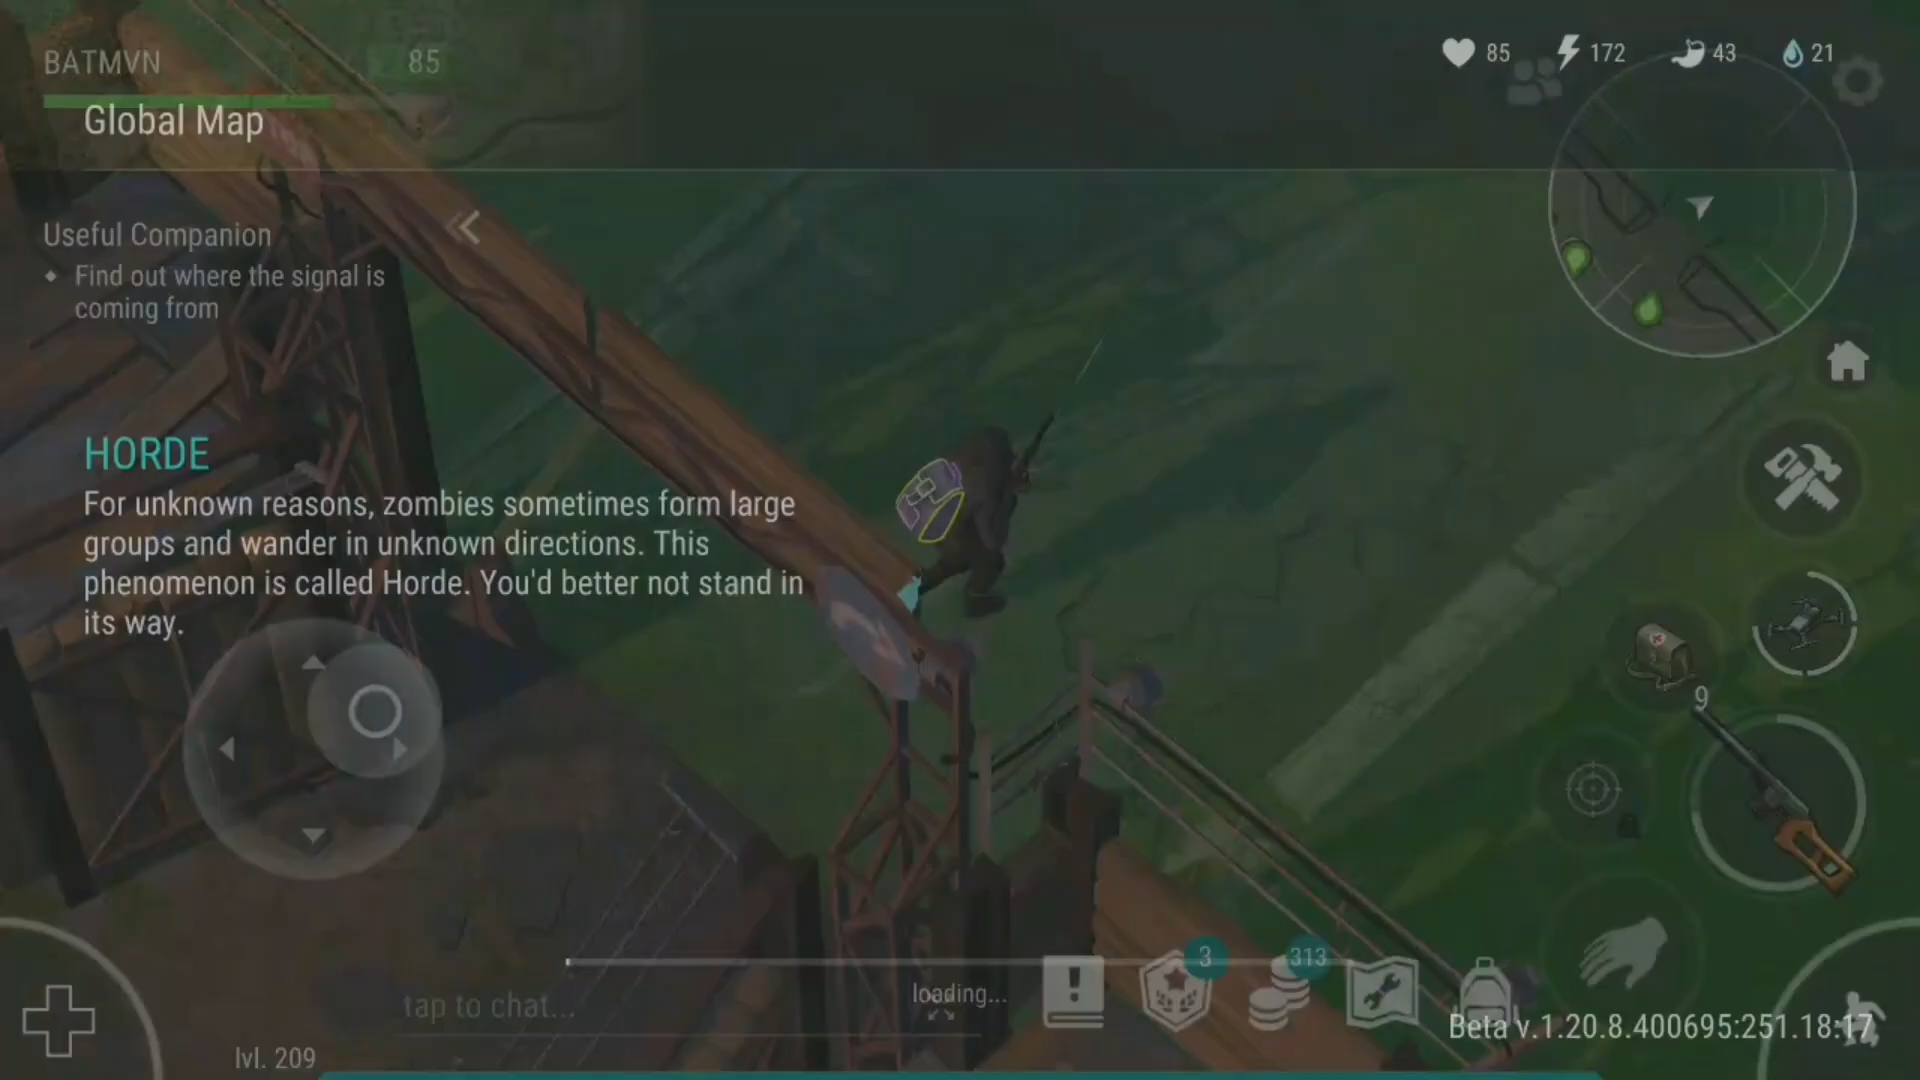 BATMVN 85
85 172 43 21
Global Map
Useful Companion
Find out where the signal is
coming from
HORDE
For unknown reasons, zombies sometimes form large
groups and wander in unknown directions. This
phenomenon is called Horde. You'd better not stand in
its way.
9
3
313
loading...
tap to chat...
Beta v.1.20.8.400695:251.18:17
lvl. 209